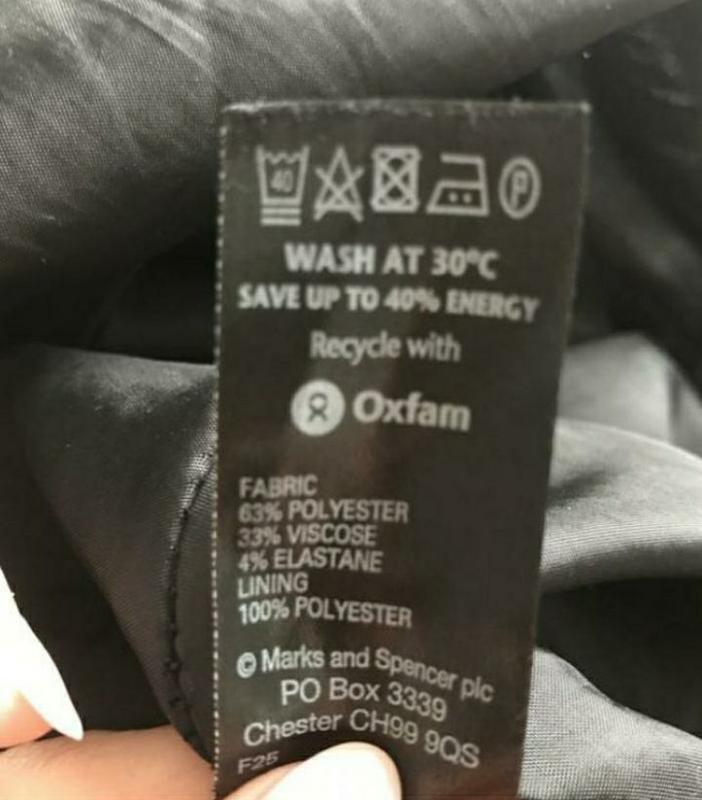 40 P
WASH AT 30°C
SAVE UP TO 40% ENERGY
Recycle with
Oxfam
FABRIC
63% POLYESTER
33% VISCOSE
4% ELASTANE
LINING
100% POLYESTER
© Marks and Spencer plc
PO Box 3339
Chester CH99 9QS
F25